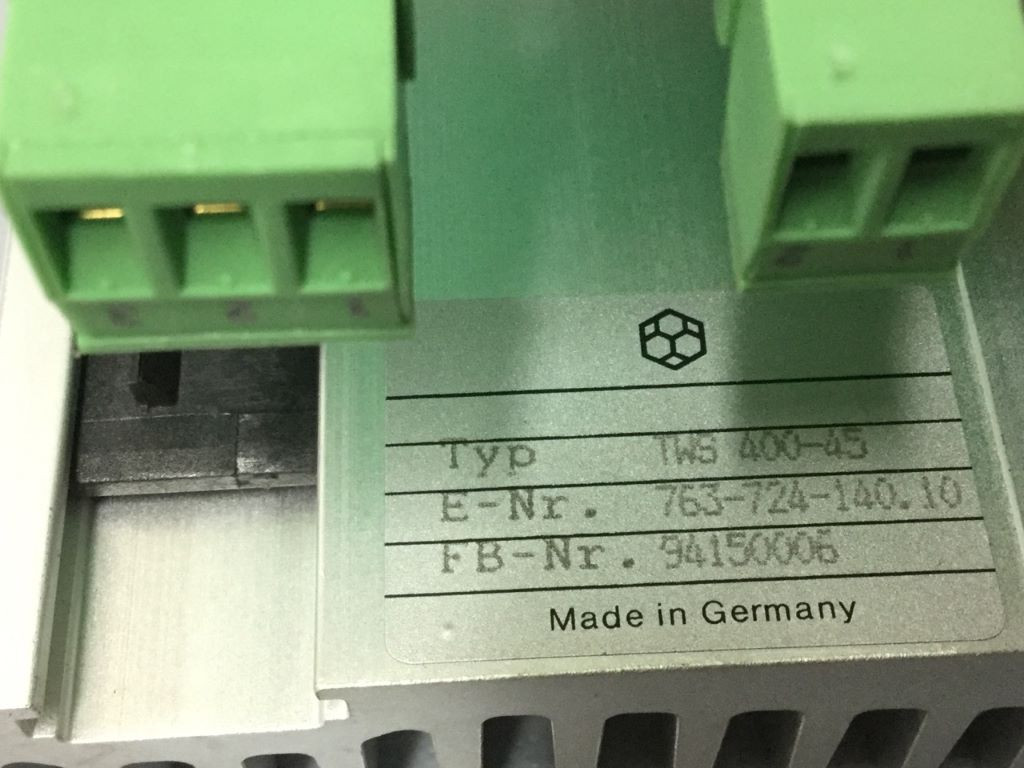 Typ TWS 400-45
E-Nr. 763-724-140.10
FB-Nr. 94150006
Made in Germany